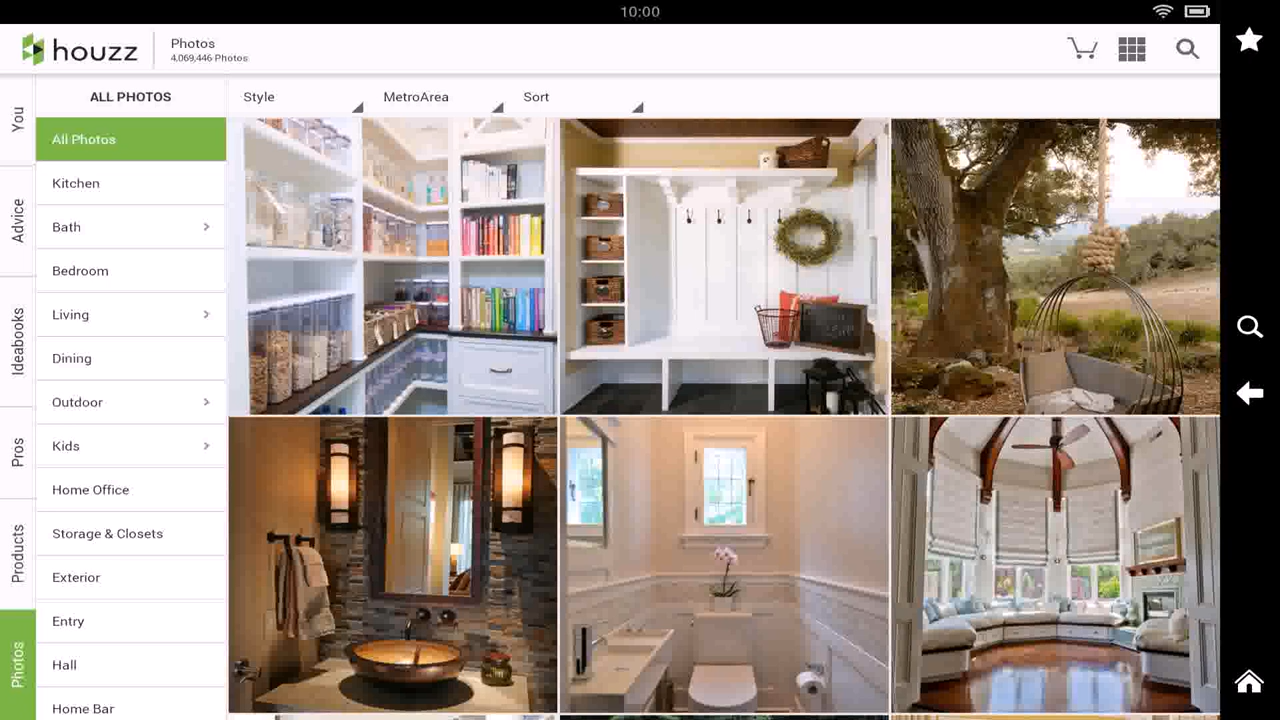 10:00
houzz
Photos
4,069,446 Photos
ALL PHOTOS
Style
MetroArea
Sort
You
Advice
Ideabooks
Pros
Products
Photos
All Photos
Kitchen
Bath
Bedroom
Living
Dining
Outdoor
Kids
Home Office
Storage & Closets
Exterior
Entry
Hall
Home Bar